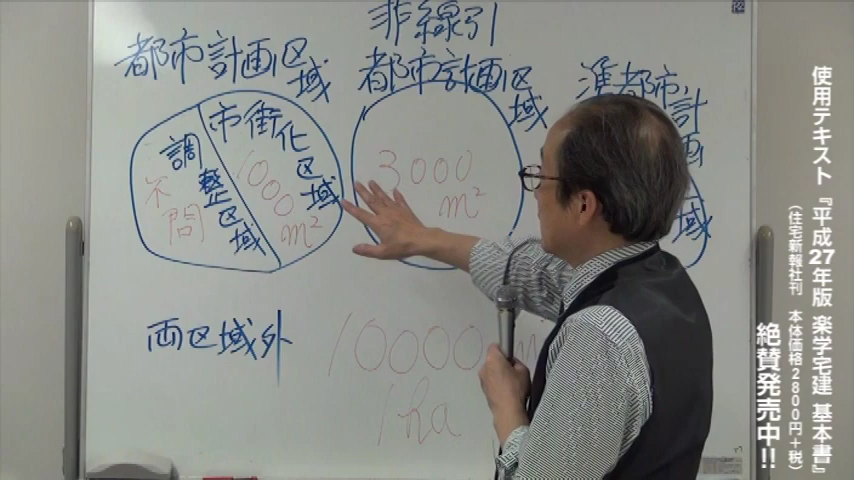 都市計画区域
市街化区域
1000m²
調整区域
不問
非線引
都市計画区域
3000
m²
準都市計画
域
両区域外
10000m
1ha
使用テキスト『平成27年版 楽学宅建 基本書』
(住宅新報社刊 本体価格2800円+税)
絶賛発売中!!